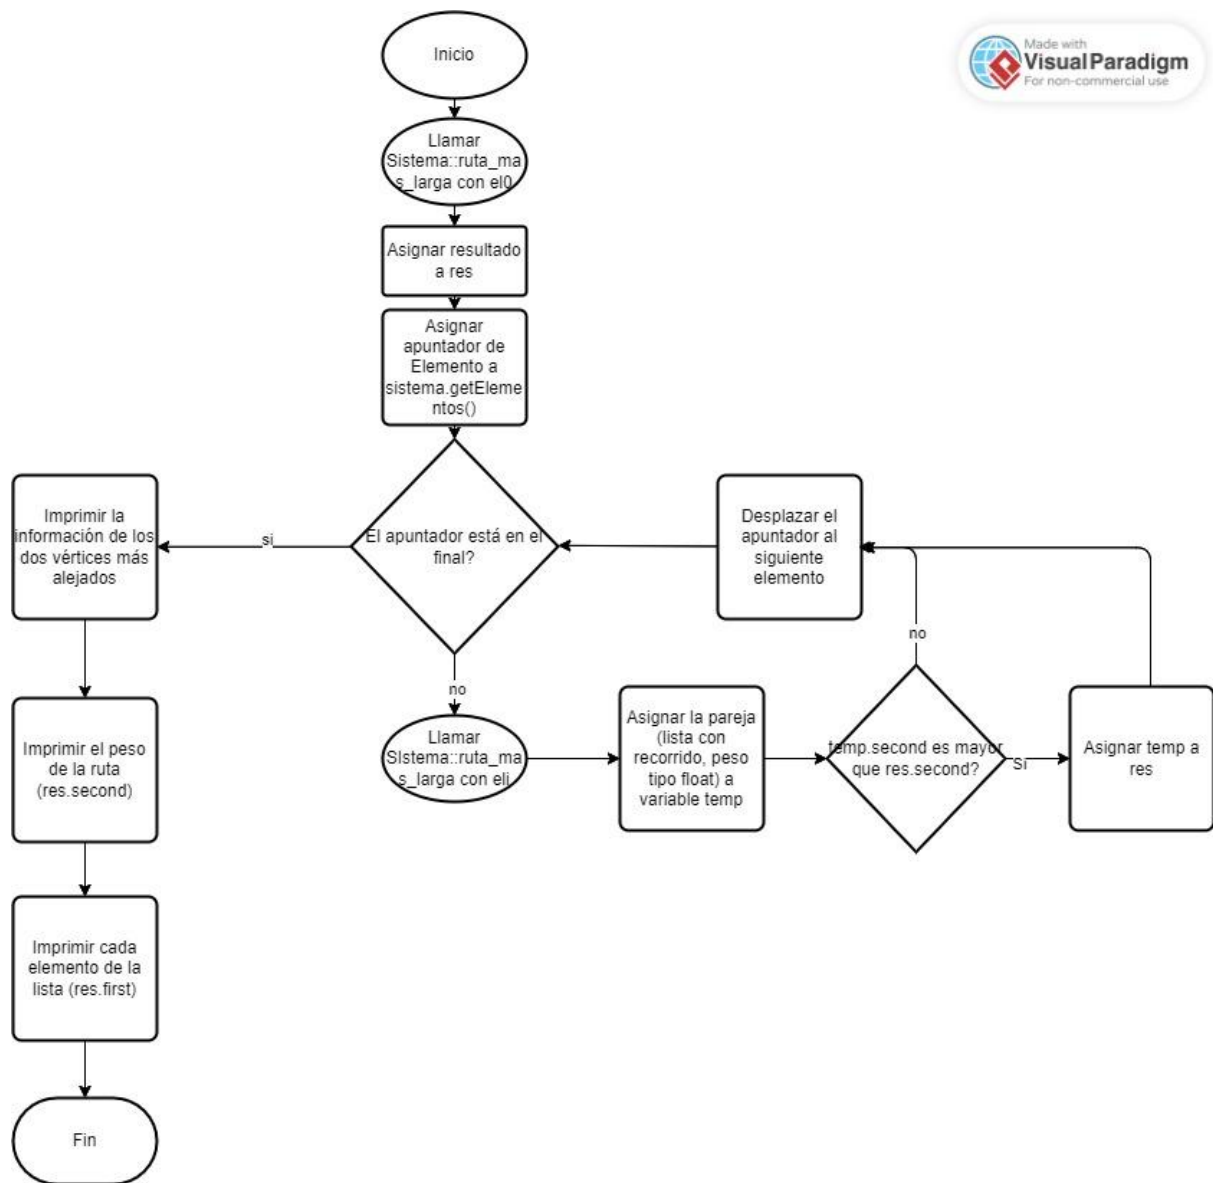 Inicio
Made with
VisualParadigm
For non-commercial use
Llamar
Sistema::ruta_ma
s_larga con el0
Asignar resultado
a res
Asignar
apuntador de
Elemento a
sistema.getEleme
ntos()
El apuntador está en el
final?
si
no
Imprimir la
información de los
dos vértices más
alejados
Desplazar el
apuntador al
siguiente
elemento
no
Llamar
SIstema::ruta_ma
s_larga con eli
Asignar la pareja
(lista con
recorrido, peso
tipo float) a
variable temp
temp.second es mayor
que res.second?
Si
Asignar temp a
res
Imprimir el peso
de la ruta
(res.second)
Imprimir cada
elemento de la
lista (res.first)
Fin